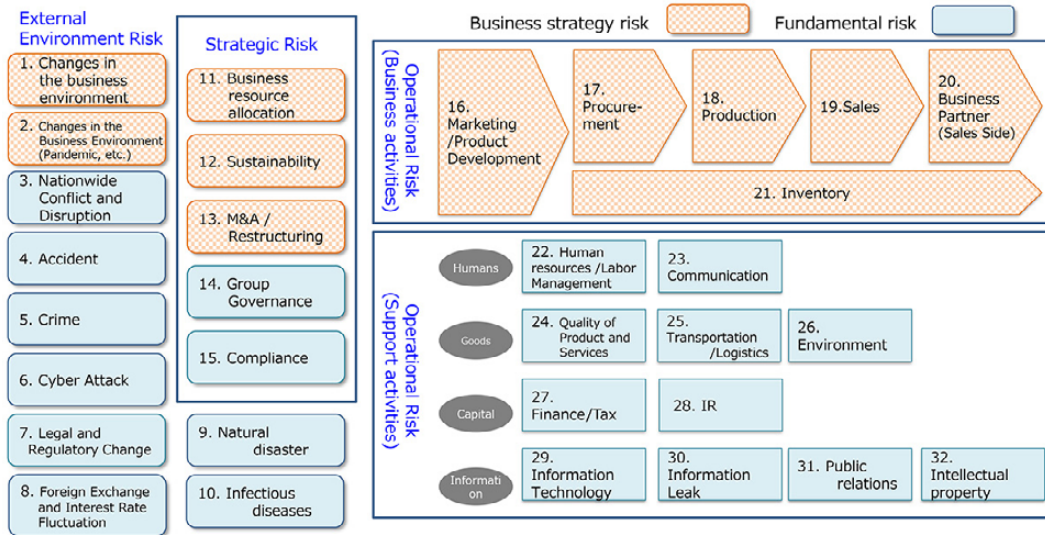 External
Environment Risk
1. Changes in
the business
environment
2. Changes in the
Business Environment
(Pandemic, etc.)
3. Nationwide
Conflict and
Disruption
4. Accident
5. Crime
6. Cyber Attack
7. Legal and
Regulatory Change
8. Foreign Exchange
and Interest Rate
Fluctuation
Strategic Risk
11. Business
resource
allocation
12. Sustainability
13. M&A /
Restructuring
14. Group
Governance
15. Compliance
9. Natural
disaster
10. Infectious
diseases
Business strategy risk
Fundamental risk
Operational Risk
(Business activities)
16.
Marketing
/Product
Development
17.
Procure-
ment
18.
Production
19.Sales
20.
Business
Partner
(Sales Side)
21. Inventory
Operational Risk
(Support activities)
Humans
22. Human
resources /Labor
Management
23.
Communication
Goods
24. Quality of
Product and
Services
25.
Transportation
/Logistics
26.
Environment
Capital
27.
Finance/Tax
28. IR
Informati
on
29.
Information
Technology
30.
Information
Leak
31. Public
relations
32.
Intellectual
property